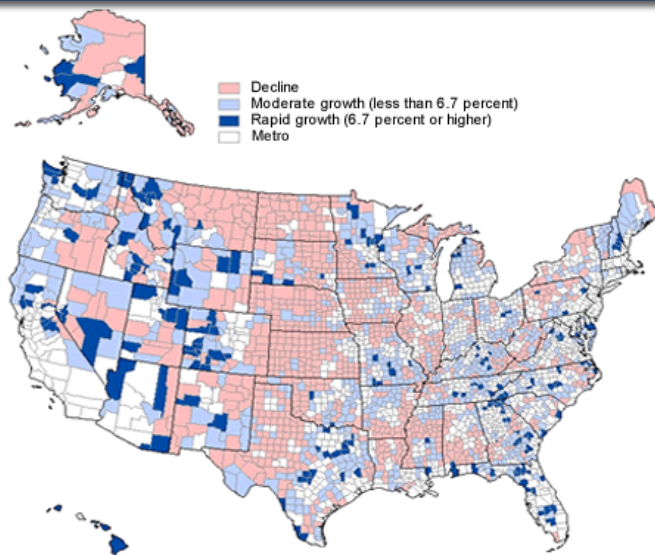 Decline
Moderate growth (less than 6.7 percent)
Rapid growth (6.7 percent or higher)
Metro